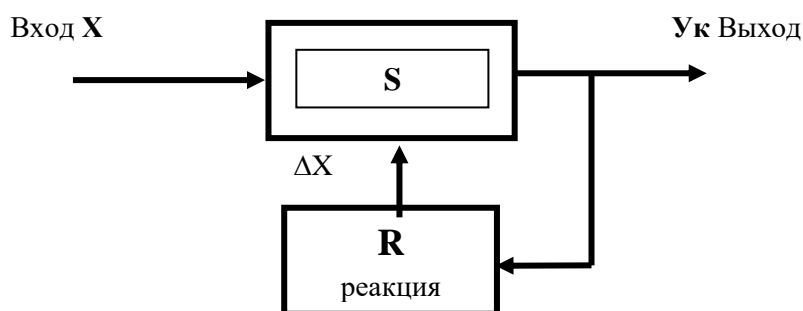 Вход X
Ук Выход
S
ΔX
R
реакция